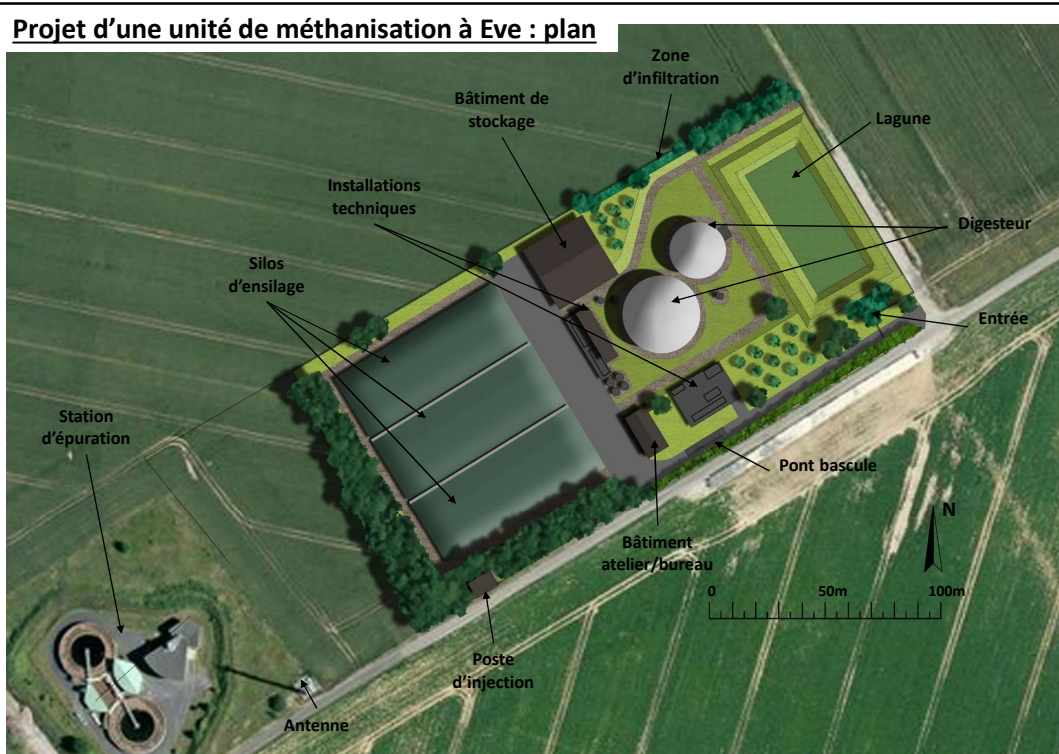 Projet d'une unité de méthanisation à Eve : plan
Zone
d'infiltration
Bâtiment de
stockage
Lagune
Installations
techniques
Digesteur
Silos
d'ensilage
Entrée
Station
d'épuration
Pont bascule
N
Bâtiment
atelier/bureau
0 50m 100m
Poste
d'injection
Antenne